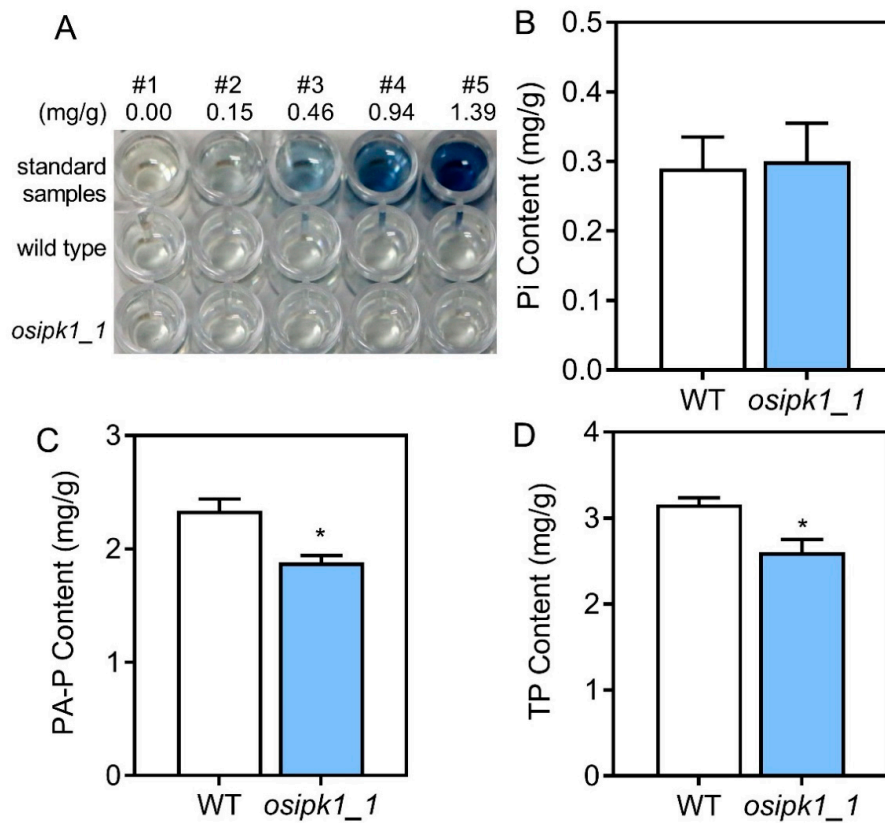 A
#1 #2 #3 #4 #5
(mg/g) 0.00 0.15 0.46 0.94 1.39
standard
samples
wild type
osipk1_1
B
Pi Content (mg/g)
0.5
0.4
0.3
0.2
0.1
0.0
WT osipk1_1
C
PA-P Content (mg/g)
3
2
1
0
*
WT osipk1_1
D
TP Content (mg/g)
4
3
2
1
0
*
WT osipk1_1